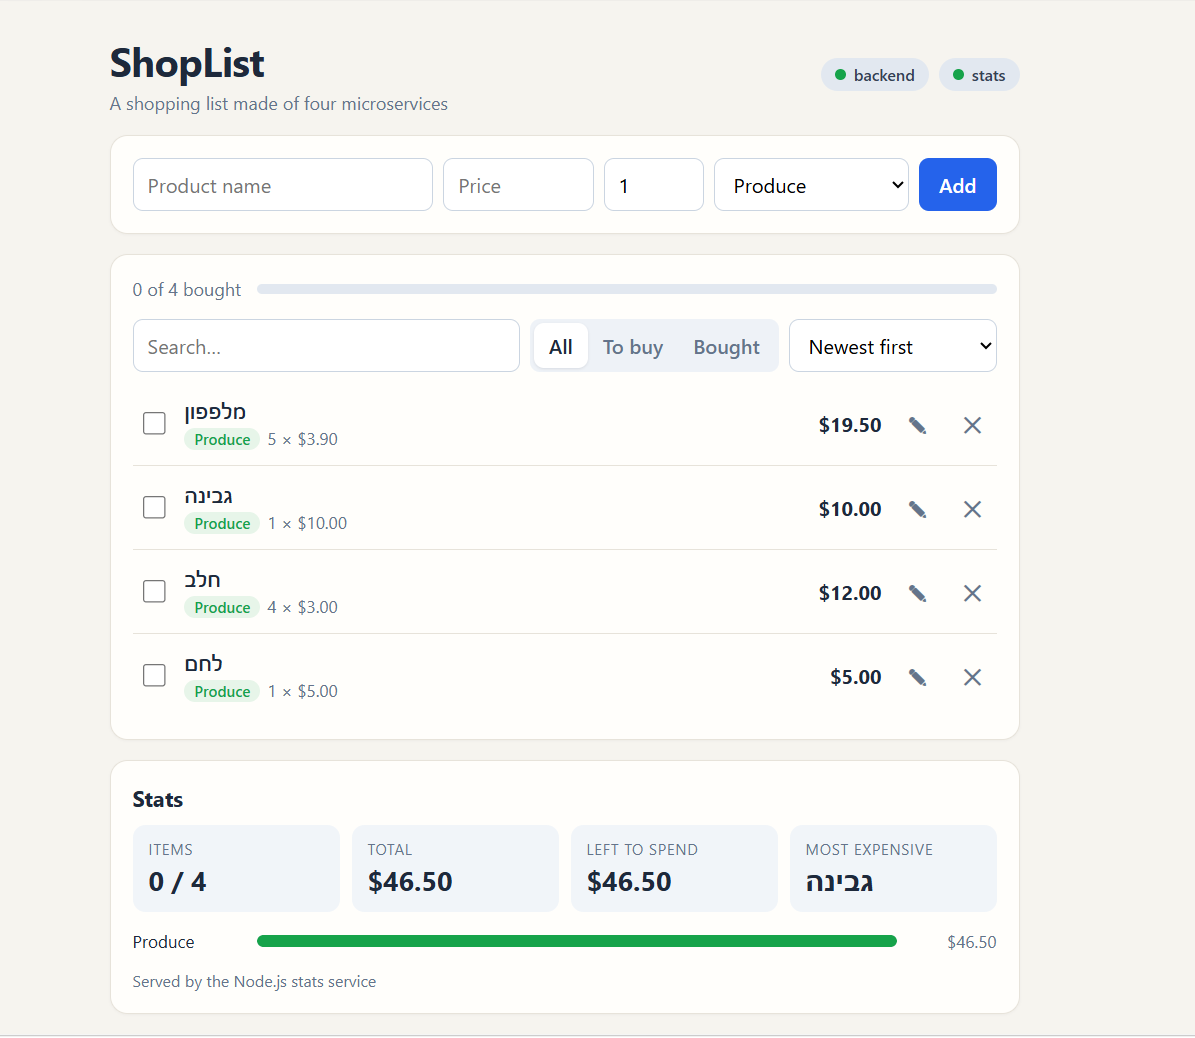 ShopList
backend
stats
A shopping list made of four microservices
Product name
Price
1
Produce
Add
0 of 4 bought
Search...
All
To buy
Bought
Newest first
מלפפון
Produce 5 × $3.90
$19.50
גבינה
Produce 1 × $10.00
$10.00
חלב
Produce 4 × $3.00
$12.00
לחם
Produce 1 × $5.00
$5.00
Stats
ITEMS
0 / 4
TOTAL
$46.50
LEFT TO SPEND
$46.50
MOST EXPENSIVE
גבינה
Produce
$46.50
Served by the Node.js stats service